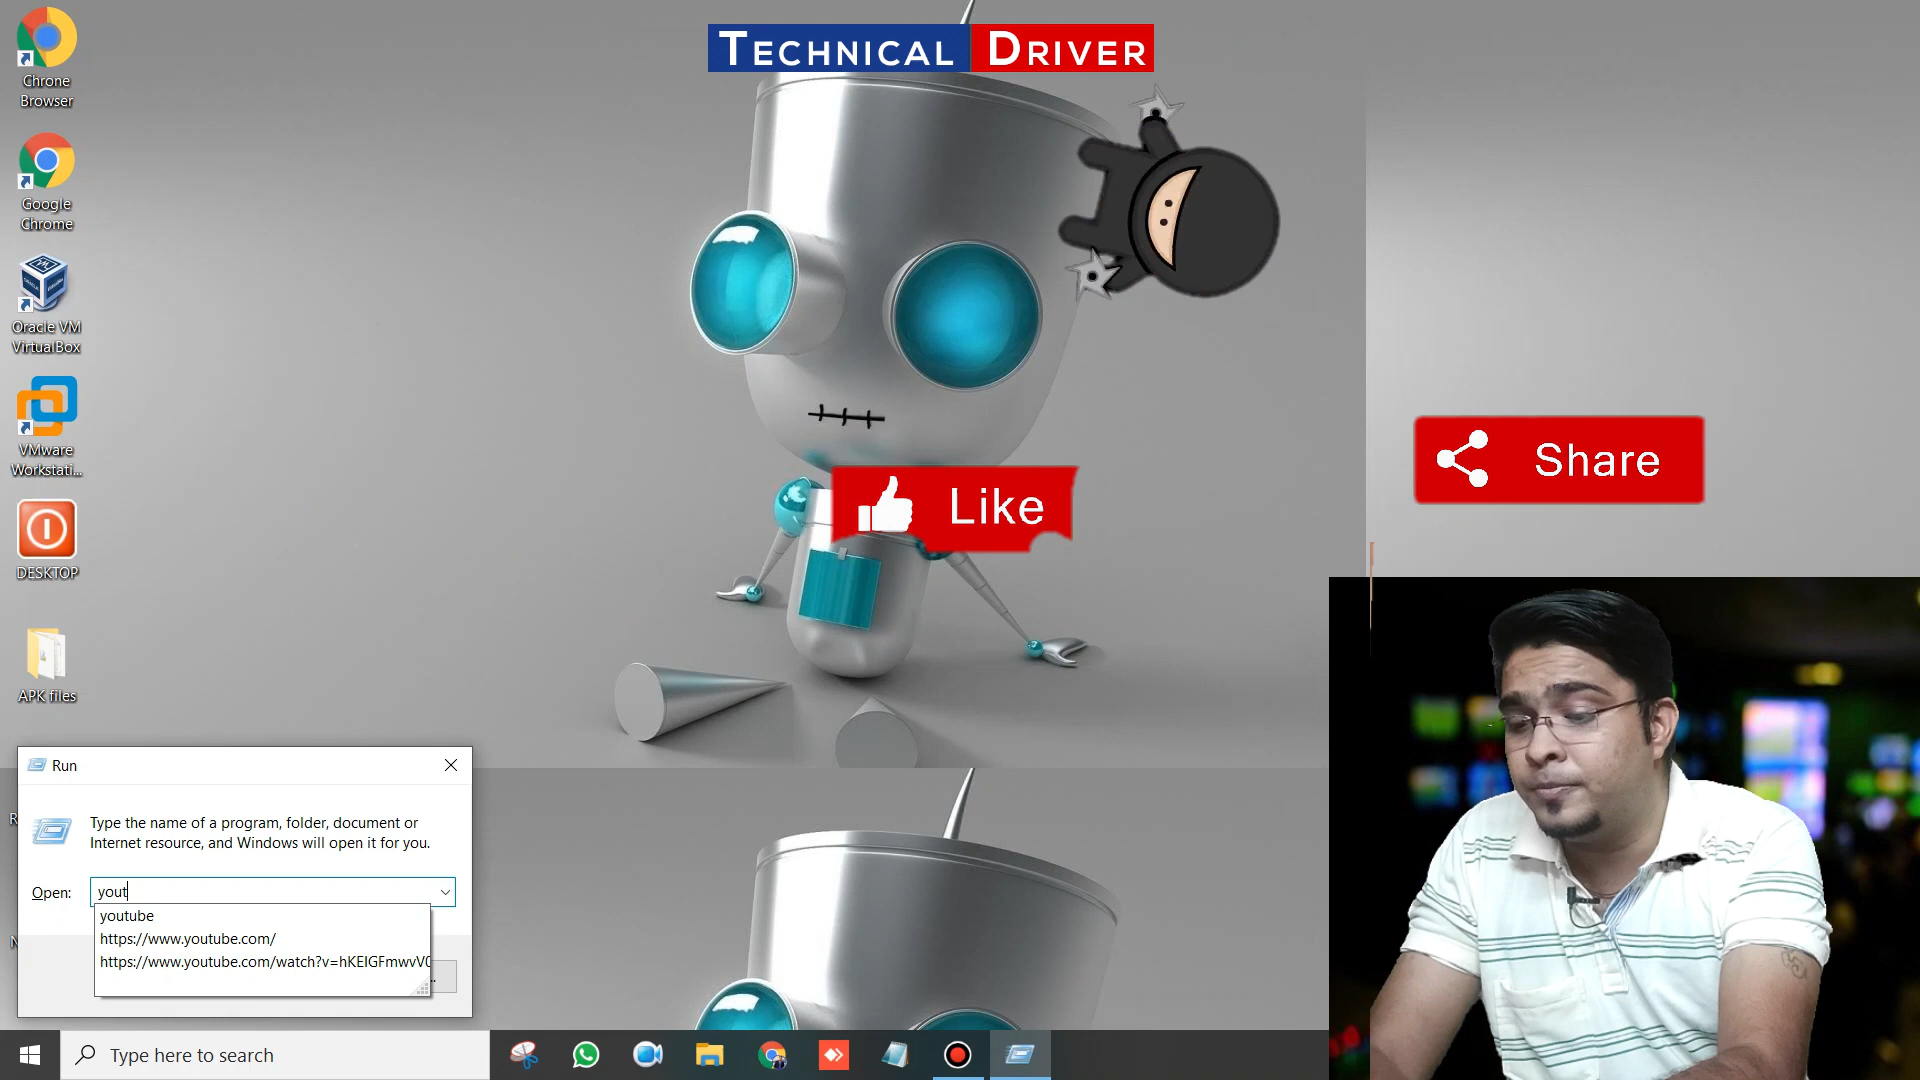 TECHNICAL DRIVER
Chrone
Browser
Google
Chrome
Oracle VM
VirtualBox
VMware
Workstati...
DESKTOP
APK files
Like
Share
Run
Type the name of a program, folder, document or
Internet resource, and Windows will open it for you.
Open:
yout
youtube
https://www.youtube.com/
https://www.youtube.com/watch?v=hKEIGFmwvV
Type here to search